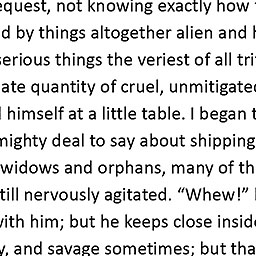 equest, not knowing exactly how
d by things altogether alien and
serious things the veriest of all tri
ate quantity of cruel, unmitigate
himself at a little table. I began
mighty deal to say about shipping
widows and orphans, many of th
till nervously agitated. “Whew!”
with him; but he keeps close insid
y, and savage sometimes; but tha